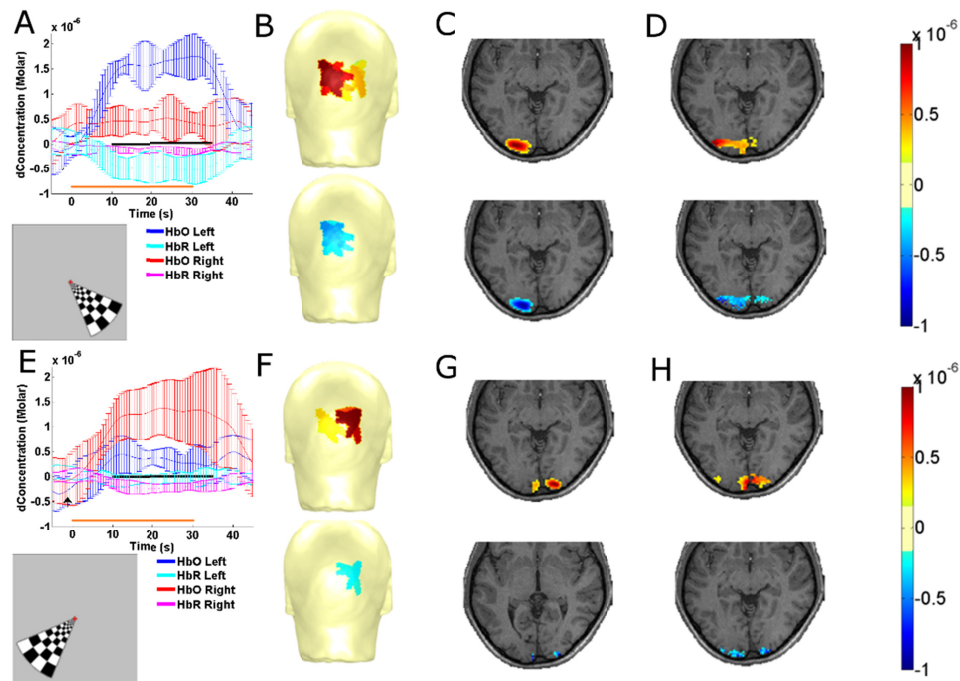 A
B
C
D
x 10⁻⁶
dConcentration (Molar)
2
1.5
1
0.5
0
-0.5
-1
0 10 20 30 40
Time (s)
HbO Left
HbR Left
HbO Right
HbR Right
x 10⁻⁶
1
0.5
0
-0.5
-1
E
F
G
H
x 10⁻⁶
dConcentration (Molar)
2
1.5
1
0.5
0
-0.5
-1
0 10 20 30 40
Time (s)
HbO Left
HbR Left
HbO Right
HbR Right
x 10⁻⁶
1
0.5
0
-0.5
-1